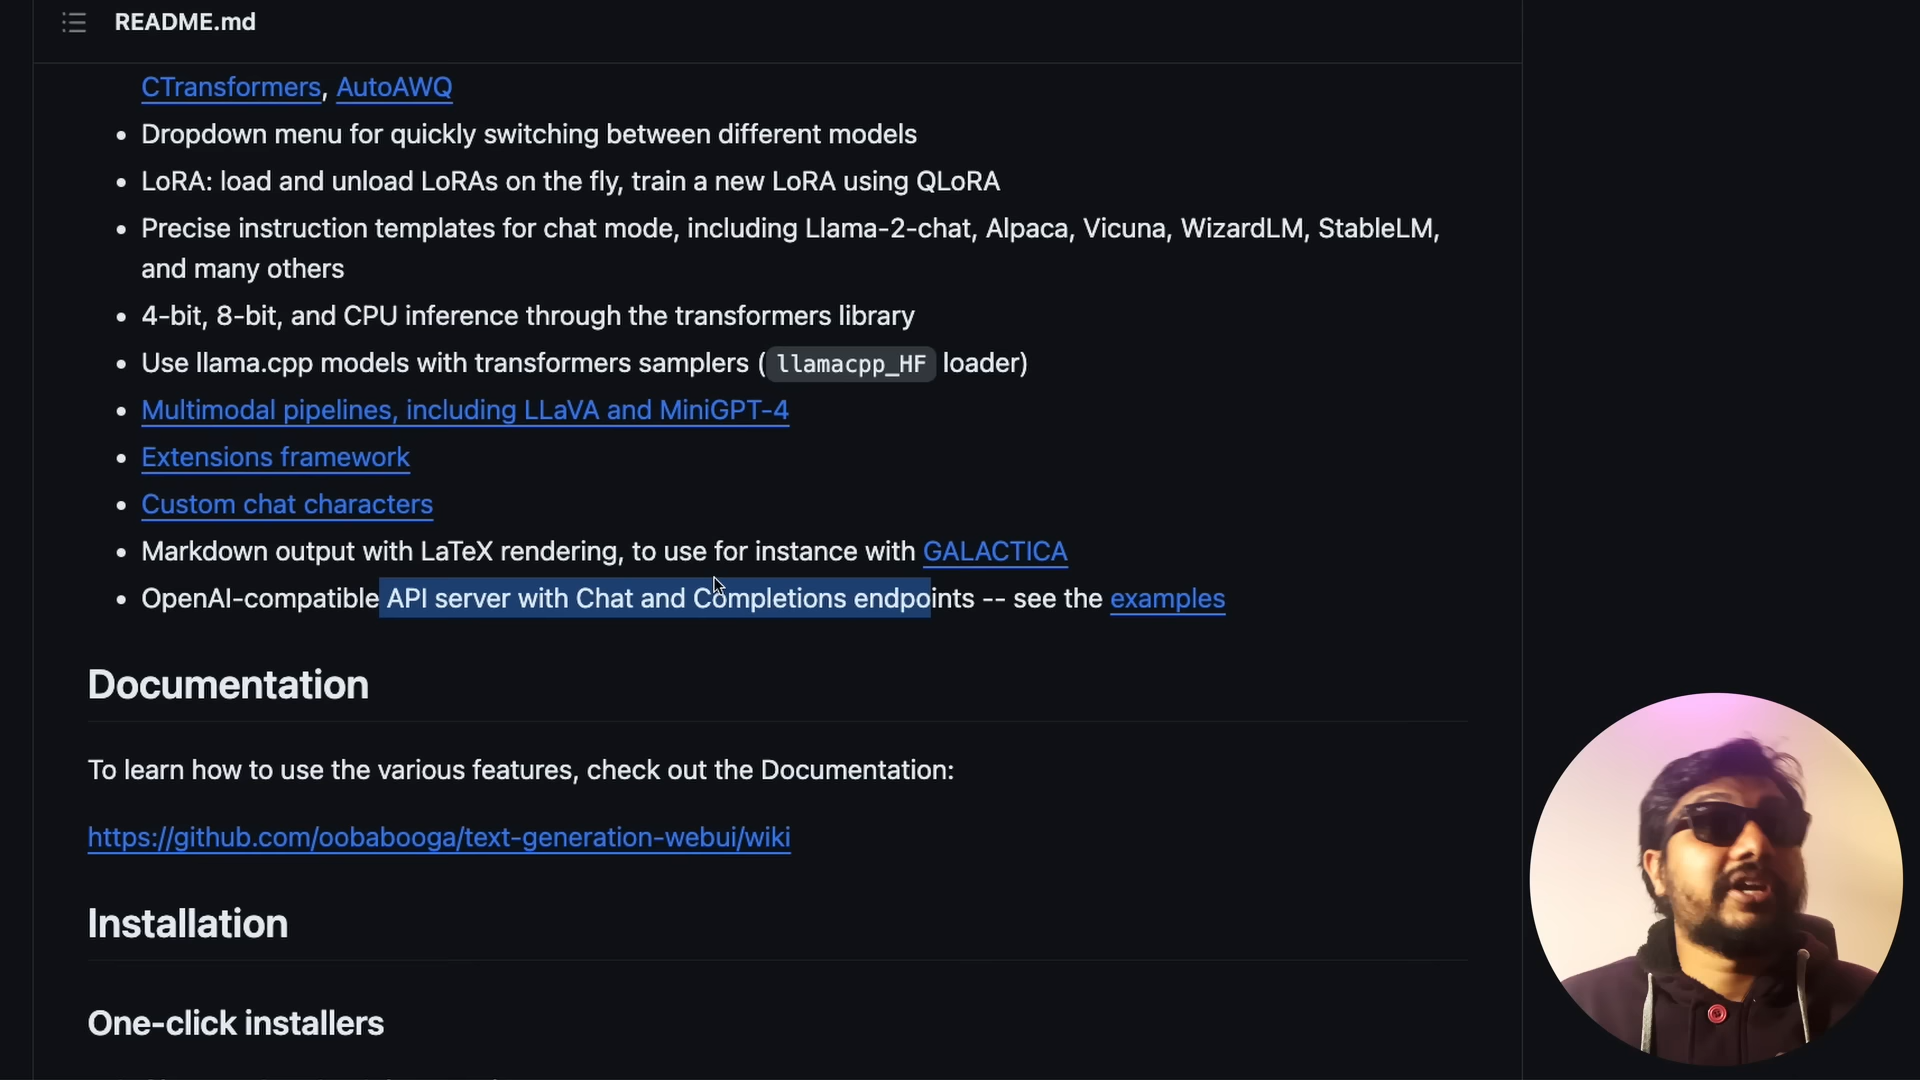 README.md
CTransformers, AutoAWQ
Dropdown menu for quickly switching between different models
LoRA: load and unload LoRAs on the fly, train a new LoRA using QLoRA
Precise instruction templates for chat mode, including Llama-2-chat, Alpaca, Vicuna, WizardLM, StableLM,
and many others
4-bit, 8-bit, and CPU inference through the transformers library
Use llama.cpp models with transformers samplers ( llamacpp_HF loader)
Multimodal pipelines, including LLaVA and MiniGPT-4
Extensions framework
Custom chat characters
Markdown output with LaTeX rendering, to use for instance with GALACTICA
OpenAI-compatible API server with Chat and Completions endpoints -- see the examples
Documentation
To learn how to use the various features, check out the Documentation:
https://github.com/oobabooga/text-generation-webui/wiki
Installation
One-click installers